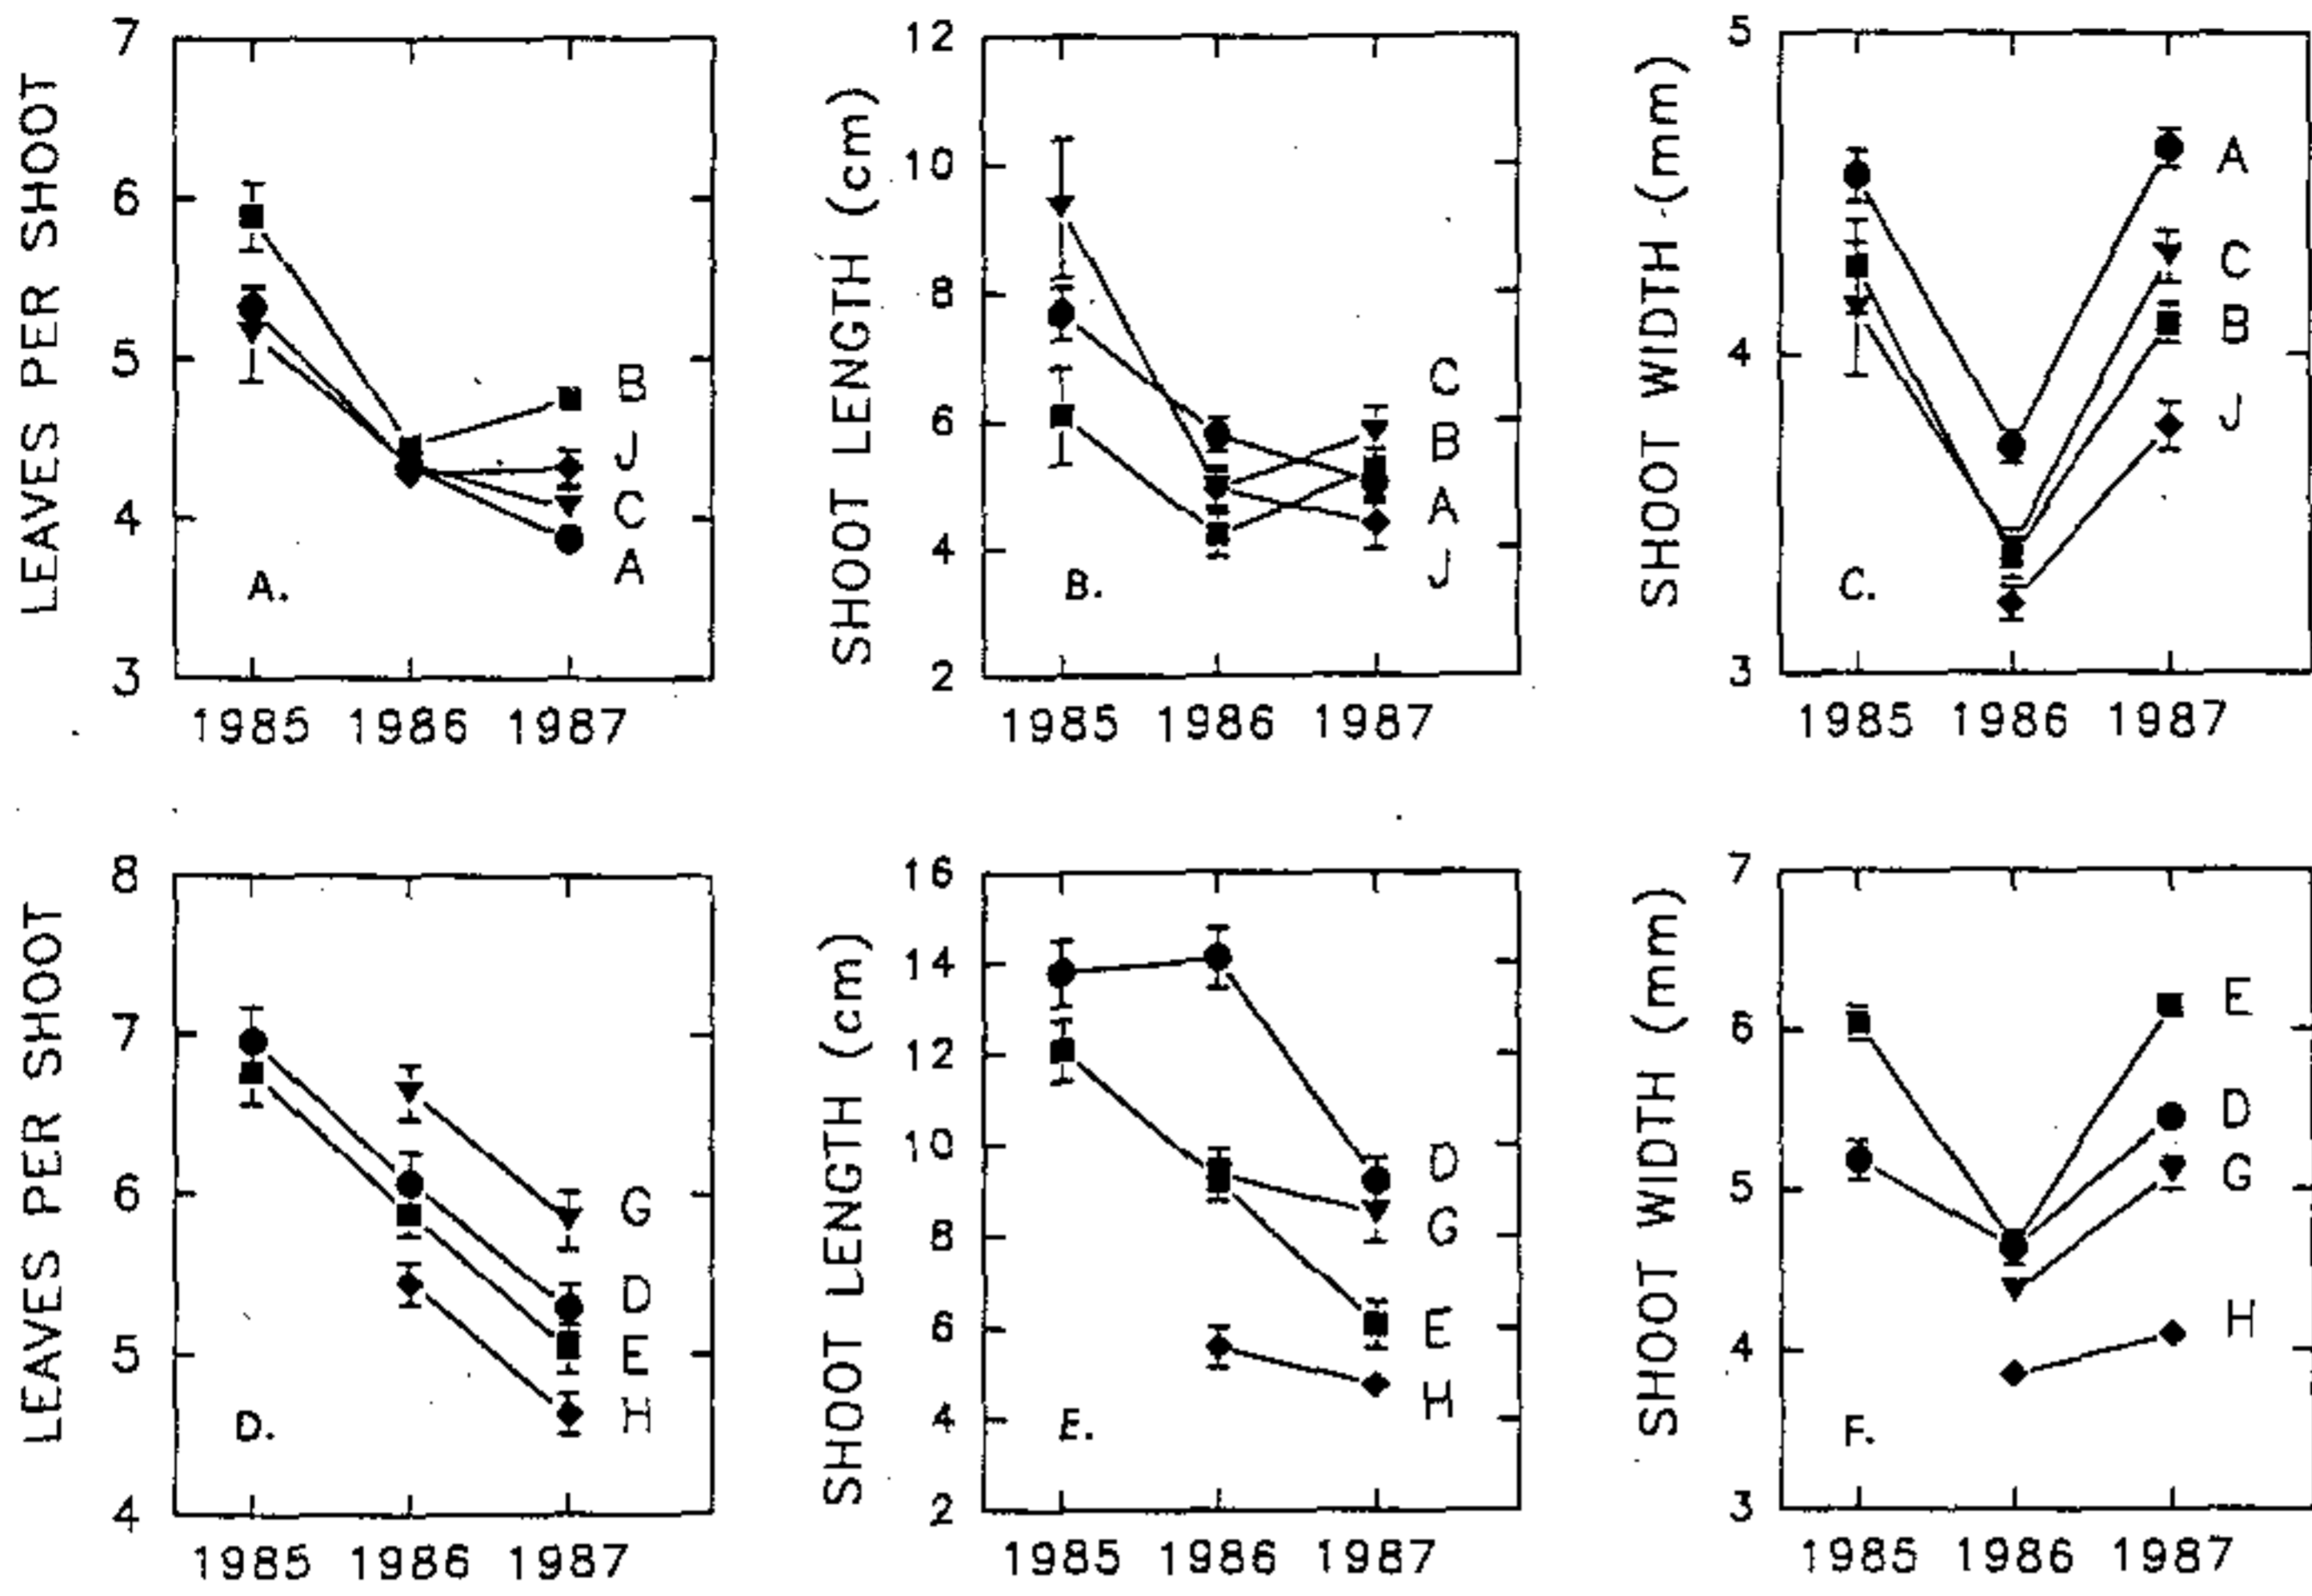 LEAVES PER SHOOT
7
6
5
4
3
B
J
C
A
A.
1985 1986 1987
SHOOT LENGTH (cm)
12
10
8
6
4
2
C
B
A
J
B.
1985 1986 1987
SHOOT WIDTH (mm)
5
4
3
A
C
B
J
C.
1985 1986 1987
LEAVES PER SHOOT
8
7
6
5
4
G
D
E
H
D.
1985 1986 1987
SHOOT LENGTH (cm)
16
14
12
10
8
6
4
2
D
G
E
H
E.
1985 1986 1987
SHOOT WIDTH (mm)
7
6
5
4
3
E
D
G
H
F.
1985 1986 1987